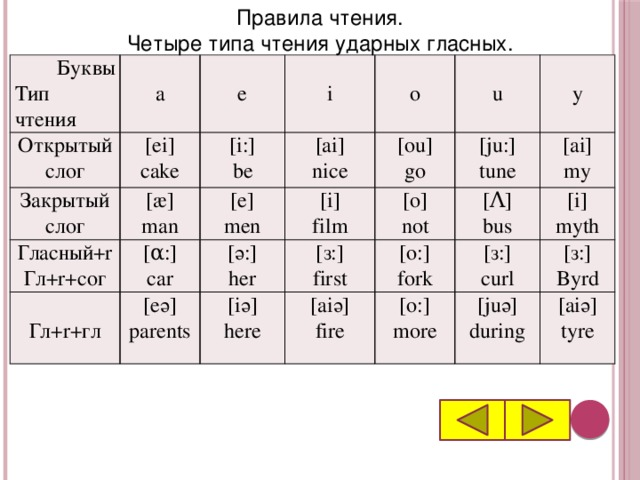 Правила чтения.
Четыре типа чтения ударных гласных.
Буквы
Тип
чтения
a
e
i
o
u
y
Открытый
слог
[ei]
cake
[i:]
be
[ai]
nice
[ou]
go
[ju:]
tune
[ai]
my
Закрытый
слог
[æ]
man
[e]
men
[i]
film
[o]
not
[Λ]
bus
[i]
myth
Гласный+r
Гл+r+сог
[α:]
car
[ə:]
her
[з:]
first
[o:]
fork
[з:]
curl
[з:]
Byrd
Гл+r+гл
[eə]
parents
[iə]
here
[aiə]
fire
[o:]
more
[juə]
during
[aiə]
tyre